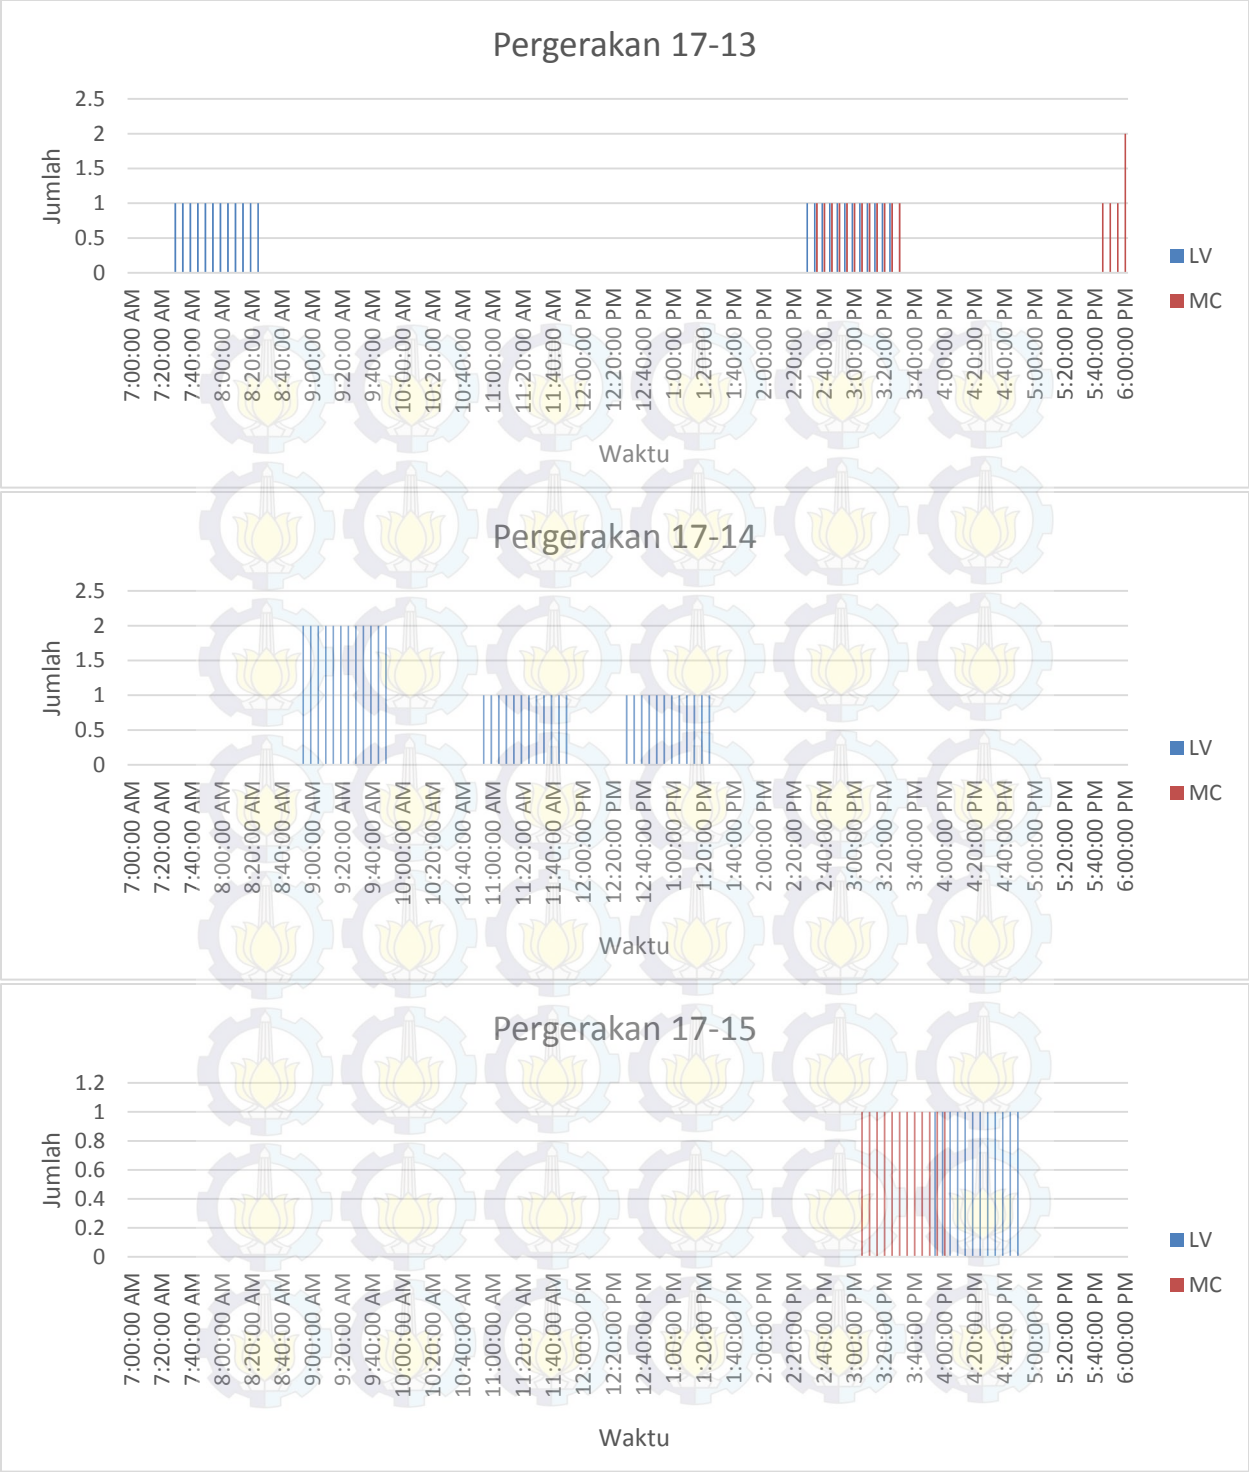 Pergerakan 17-13
2.5
2
1.5
1
0.5
0
Jumlah
LV
MC
7:00:00 AM
7:20:00 AM
7:40:00 AM
8:00:00 AM
8:20:00 AM
8:40:00 AM
9:00:00 AM
9:20:00 AM
9:40:00 AM
10:00:00 AM
10:20:00 AM
10:40:00 AM
11:00:00 AM
11:20:00 AM
11:40:00 AM
12:00:00 PM
12:20:00 PM
12:40:00 PM
1:00:00 PM
1:20:00 PM
1:40:00 PM
2:00:00 PM
2:20:00 PM
2:40:00 PM
3:00:00 PM
3:20:00 PM
3:40:00 PM
4:00:00 PM
4:20:00 PM
4:40:00 PM
5:00:00 PM
5:20:00 PM
5:40:00 PM
6:00:00 PM
Waktu
Pergerakan 17-14
2.5
2
1.5
1
0.5
0
Jumlah
LV
MC
7:00:00 AM
7:20:00 AM
7:40:00 AM
8:00:00 AM
8:20:00 AM
8:40:00 AM
9:00:00 AM
9:20:00 AM
9:40:00 AM
10:00:00 AM
10:20:00 AM
10:40:00 AM
11:00:00 AM
11:20:00 AM
11:40:00 AM
12:00:00 PM
12:20:00 PM
12:40:00 PM
1:00:00 PM
1:20:00 PM
1:40:00 PM
2:00:00 PM
2:20:00 PM
2:40:00 PM
3:00:00 PM
3:20:00 PM
3:40:00 PM
4:00:00 PM
4:20:00 PM
4:40:00 PM
5:00:00 PM
5:20:00 PM
5:40:00 PM
6:00:00 PM
Waktu
Pergerakan 17-15
1.2
1
0.8
0.6
0.4
0.2
0
Jumlah
LV
MC
7:00:00 AM
7:20:00 AM
7:40:00 AM
8:00:00 AM
8:20:00 AM
8:40:00 AM
9:00:00 AM
9:20:00 AM
9:40:00 AM
10:00:00 AM
10:20:00 AM
10:40:00 AM
11:00:00 AM
11:20:00 AM
11:40:00 AM
12:00:00 PM
12:20:00 PM
12:40:00 PM
1:00:00 PM
1:20:00 PM
1:40:00 PM
2:00:00 PM
2:20:00 PM
2:40:00 PM
3:00:00 PM
3:20:00 PM
3:40:00 PM
4:00:00 PM
4:20:00 PM
4:40:00 PM
5:00:00 PM
5:20:00 PM
5:40:00 PM
6:00:00 PM
Waktu